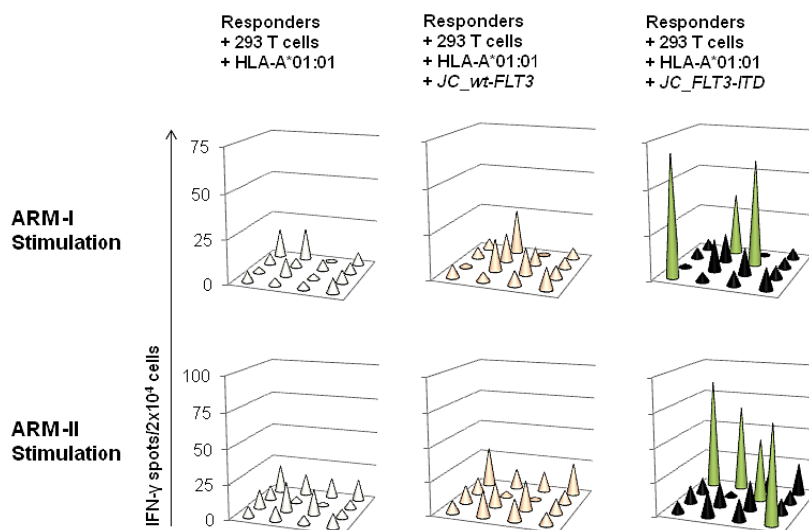 Responders
+ 293 T cells
+ HLA-A*01:01
Responders
+ 293 T cells
+ HLA-A*01:01
+ JC_wt-FLT3
Responders
+ 293 T cells
+ HLA-A*01:01
+ JC_FLT3-ITD
ARM-I
Stimulation
75
50
25
0
ARM-II
Stimulation
100
75
50
25
0
IFN-γ spots/2x10⁴ cells